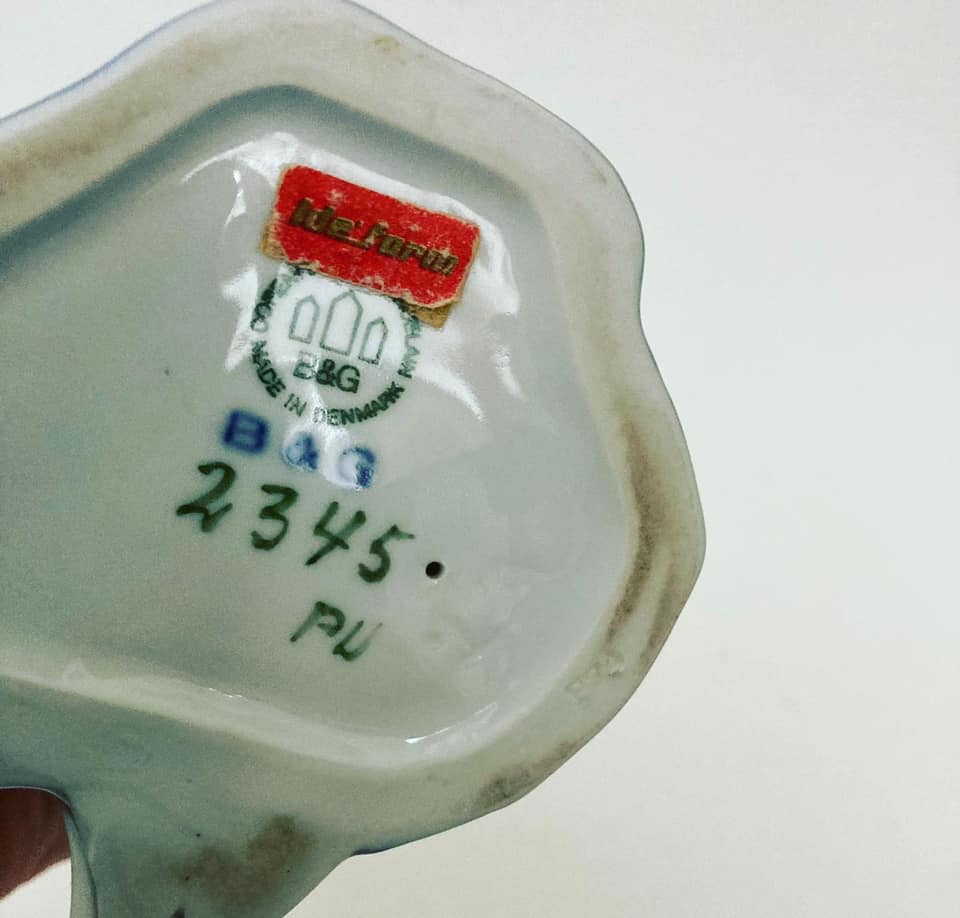 Ide_form
B&G
MADE IN DENMARK
B & G
2345.
PU